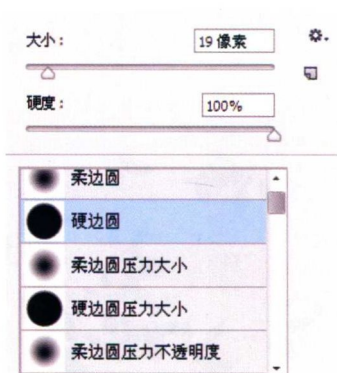 大小：
19 像素
硬度：
100%
柔边圆
硬边圆
柔边圆压力大小
硬边圆压力大小
柔边圆压力不透明度